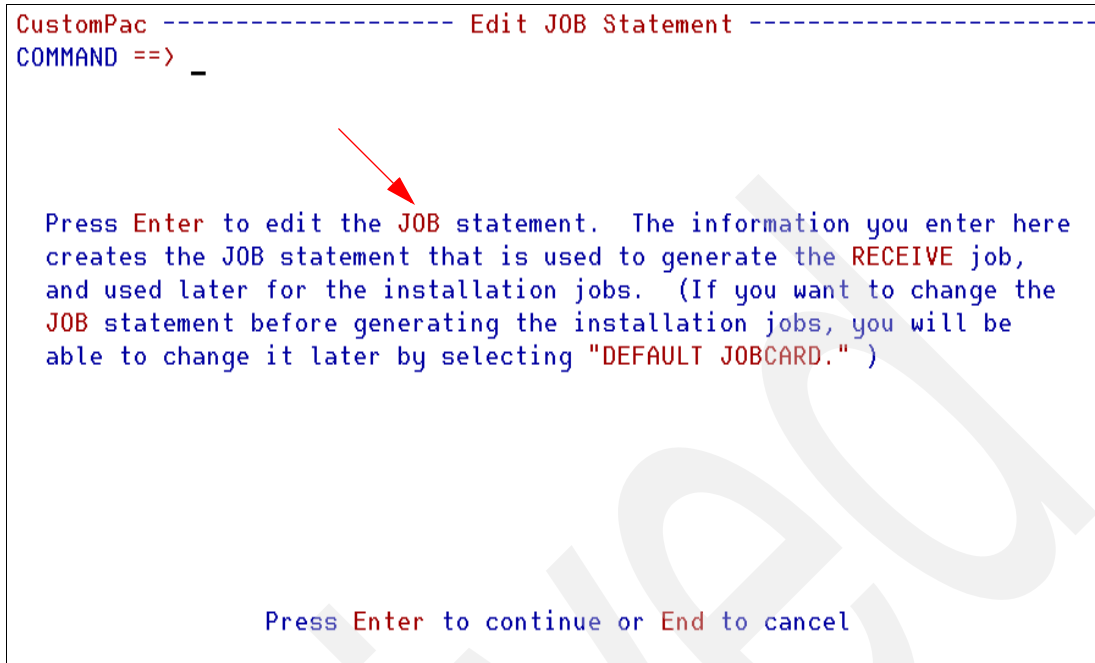 CustomPac -------------------- Edit JOB Statement ------------------------
COMMAND ==> _
Press Enter to edit the JOB statement.  The information you enter here
creates the JOB statement that is used to generate the RECEIVE job,
and used later for the installation jobs.  (If you want to change the
JOB statement before generating the installation jobs, you will be
able to change it later by selecting "DEFAULT JOBCARD." )
Press Enter to continue or End to cancel